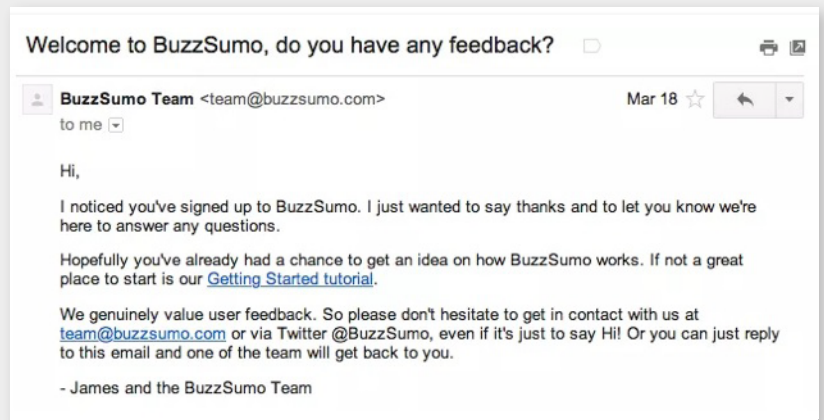 Welcome to BuzzSumo, do you have any feedback?
BuzzSumo Team <team@buzzsumo.com>
Mar 18
to me
Hi,
I noticed you've signed up to BuzzSumo. I just wanted to say thanks and to let you know we're
here to answer any questions.
Hopefully you've already had a chance to get an idea on how BuzzSumo works. If not a great
place to start is our Getting Started tutorial.
We genuinely value user feedback. So please don't hesitate to get in contact with us at
team@buzzsumo.com or via Twitter @BuzzSumo, even if it's just to say Hi! Or you can just reply
to this email and one of the team will get back to you.
- James and the BuzzSumo Team